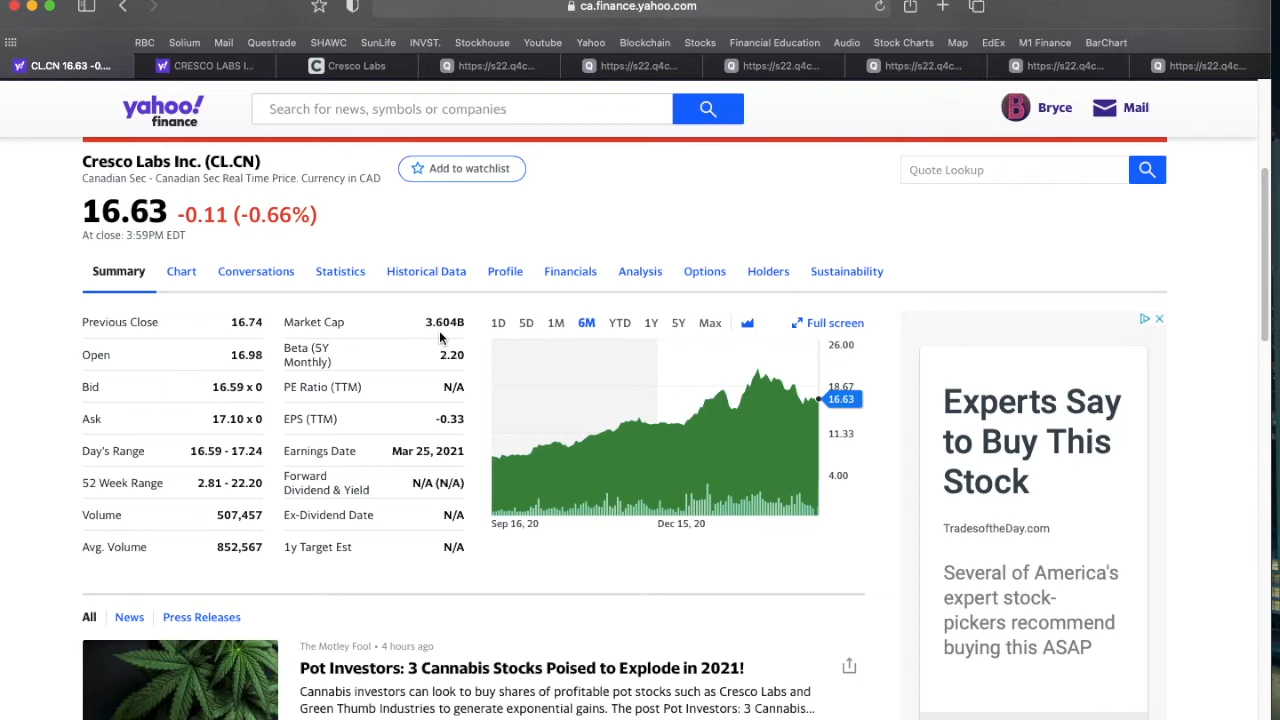 ca.finance.yahoo.com
RBC Solium Mail Questrade SHAWC SunLife INVST. Stockhouse Youtube Yahoo Blockchain Stocks Financial Education Audio Stock Charts Map EdEx M1 Finance BarChart
CL.CN 16.63 -0.... CRESCO LABS I... Cresco Labs https://s22.q4c... https://s22.q4c... https://s22.q4c... https://s22.q4c... https://s22.q4c... https://s22.q4c...
yahoo!
finance
Search for news, symbols or companies
B Bryce Mail
Cresco Labs Inc. (CL.CN)
Canadian Sec - Canadian Sec Real Time Price. Currency in CAD
Add to watchlist
Quote Lookup
16.63 -0.11 (-0.66%)
At close: 3:59PM EDT
Summary Chart Conversations Statistics Historical Data Profile Financials Analysis Options Holders Sustainability
Previous Close 16.74
Open 16.98
Bid 16.59 x 0
Ask 17.10 x 0
Day's Range 16.59 - 17.24
52 Week Range 2.81 - 22.20
Volume 507,457
Avg. Volume 852,567
Market Cap 3.604B
Beta (5Y
Monthly) 2.20
PE Ratio (TTM) N/A
EPS (TTM) -0.33
Earnings Date Mar 25, 2021
Forward
Dividend & Yield N/A (N/A)
Ex-Dividend Date N/A
1y Target Est N/A
1D 5D 1M 6M YTD 1Y 5Y Max Full screen
26.00
18.67
16.63
11.33
4.00
Sep 16, 20 Dec 15, 20
Experts Say
to Buy This
Stock
TradesoftheDay.com
Several of America's
expert stock-
pickers recommend
buying this ASAP
All News Press Releases
The Motley Fool • 4 hours ago
Pot Investors: 3 Cannabis Stocks Poised to Explode in 2021!
Cannabis investors can look to buy shares of profitable pot stocks such as Cresco Labs and
Green Thumb Industries to generate exponential gains. The post Pot Investors: 3 Cannabis...